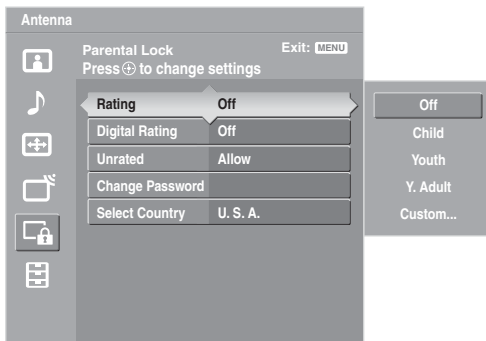 Antenna
Parental Lock
Exit: MENU
Press to change settings
Rating Off
Digital Rating Off
Unrated Allow
Change Password
Select Country U. S. A.
Off
Child
Youth
Y. Adult
Custom...